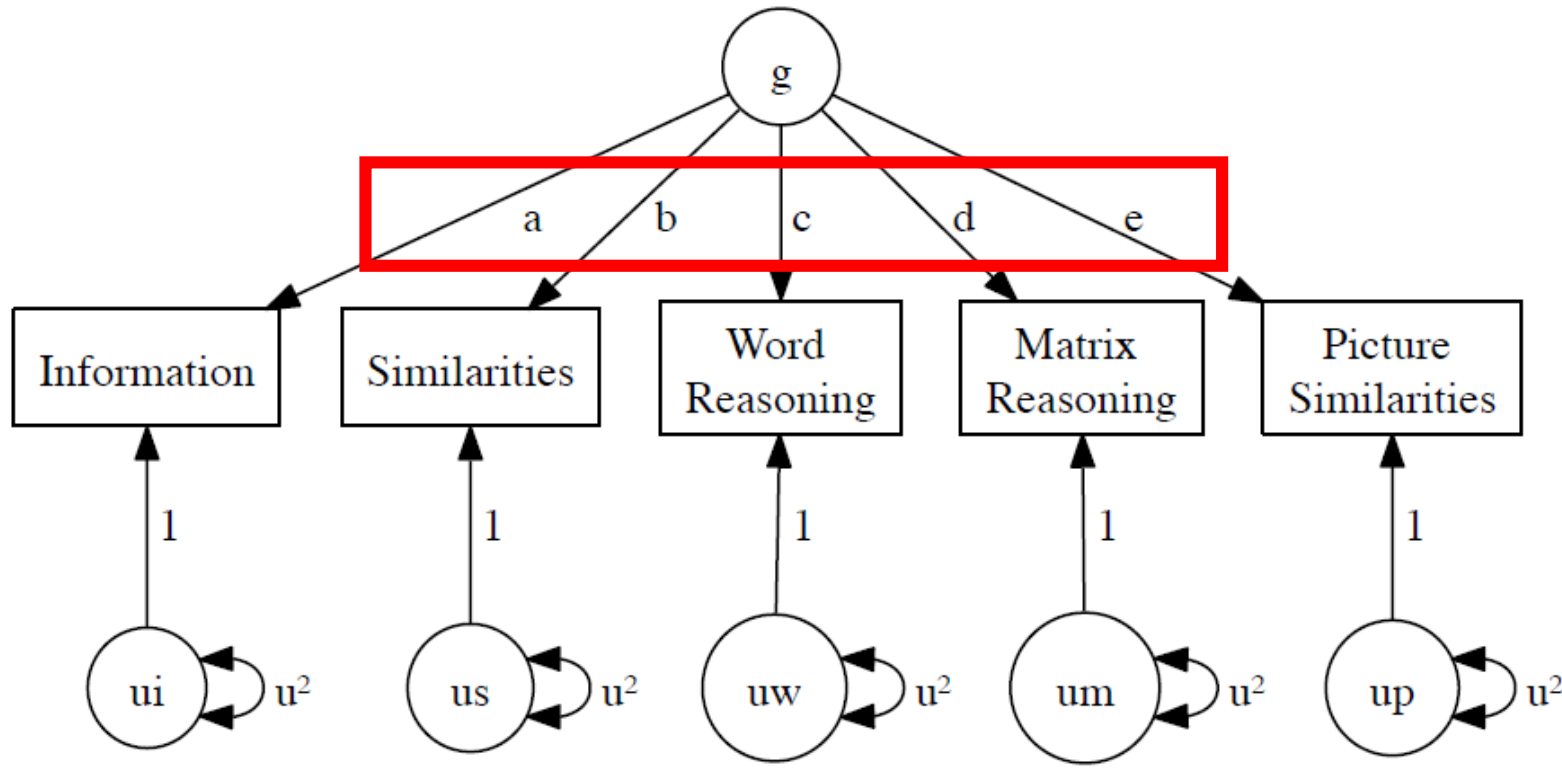 g
a b c d e
Information
Similarities
Word
Reasoning
Matrix
Reasoning
Picture
Similarities
1 1 1 1 1
ui u²
us u²
uw u²
um u²
up u²